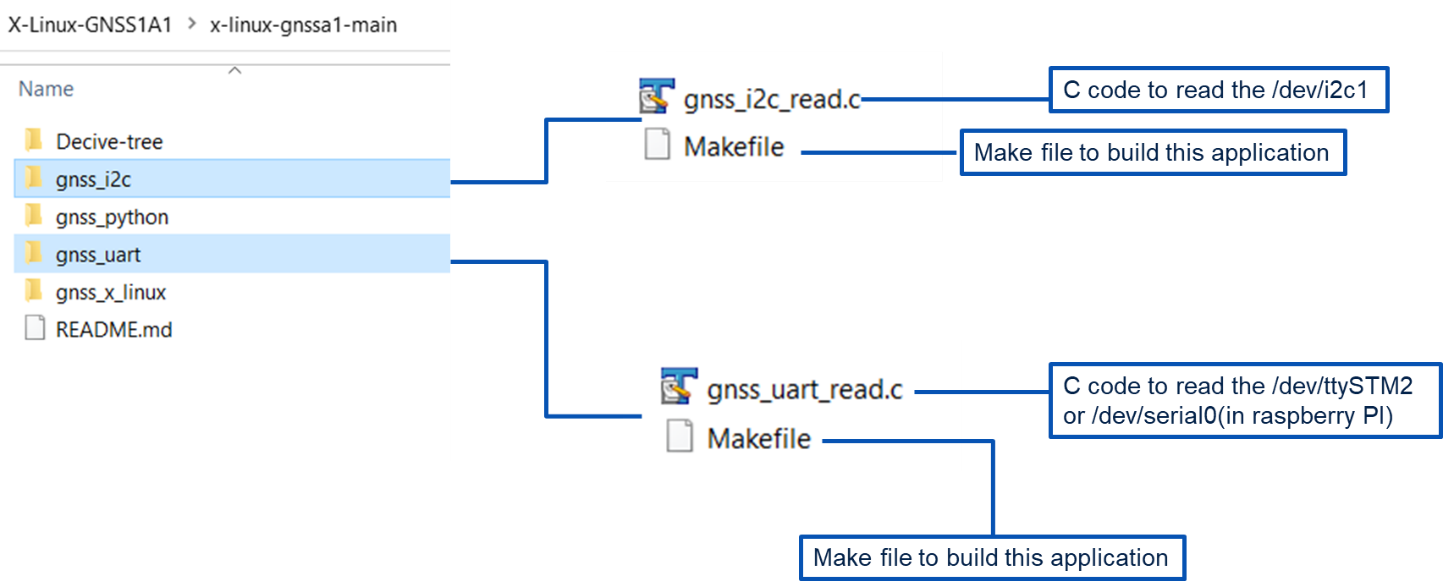 X-Linux-GNSS1A1 > x-linux-gnssa1-main
Name
Decive-tree
gnss_i2c
gnss_python
gnss_uart
gnss_x_linux
README.md
gnss_i2c_read.c
C code to read the /dev/i2c1
Makefile
Make file to build this application
gnss_uart_read.c
C code to read the /dev/ttySTM2
or /dev/serial0(in raspberry PI)
Makefile
Make file to build this application